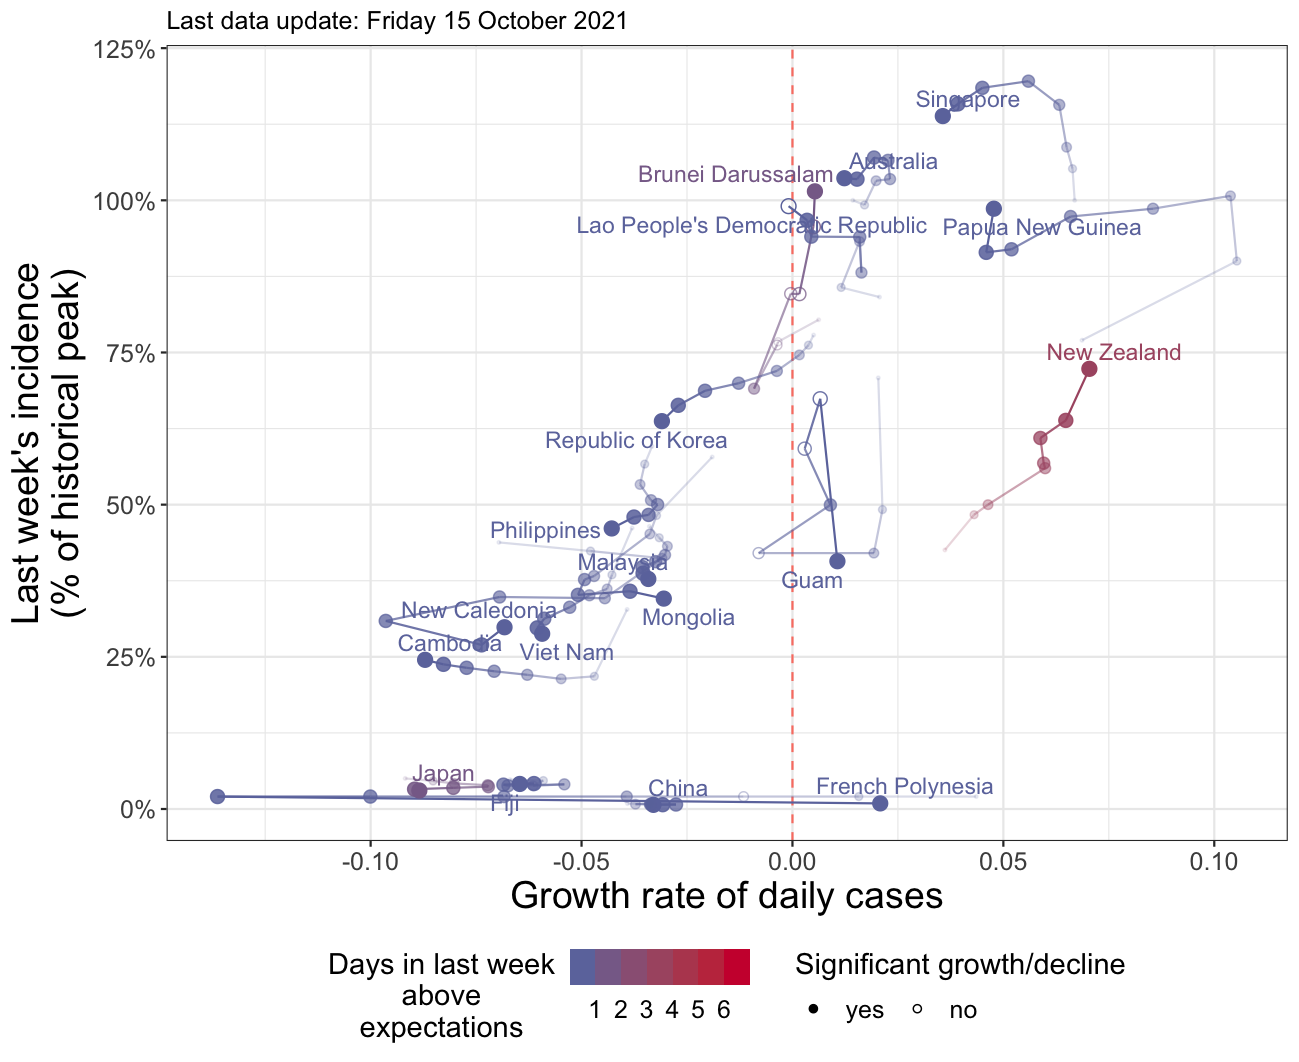 Last data update: Friday 15 October 2021
125%
100%
75%
50%
25%
0%
Last week's incidence
(% of historical peak)
Singapore
Australia
Brunei Darussalam
Lao People's Democratic Republic
Papua New Guinea
New Zealand
Republic of Korea
Philippines
Malaysia
Guam
New Caledonia
Mongolia
Cambodia
Viet Nam
Japan
China
French Polynesia
Fiji
-0.10
-0.05
0.00
0.05
0.10
Growth rate of daily cases
Days in last week
above
expectations
1 2 3 4 5 6
Significant growth/decline
yes
no